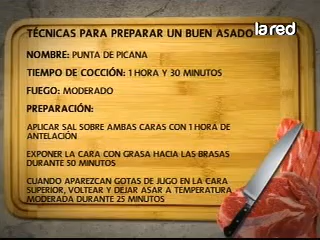 TÉCNICAS PARA PREPARAR UN BUEN ASADO
la red
NOMBRE: PUNTA DE PICANA
TIEMPO DE COCCIÓN: 1 HORA Y 30 MINUTOS
FUEGO: MODERADO
PREPARACIÓN:
APLICAR SAL SOBRE AMBAS CARAS CON 1 HORA DE
ANTELACIÓN
EXPONER LA CARA CON GRASA HACIA LAS BRASAS
DURANTE 50 MINUTOS
CUANDO APAREZCAN GOTAS DE JUGO EN LA CARA
SUPERIOR, VOLTEAR Y DEJAR ASAR A TEMPERATURA
MODERADA DURANTE 25 MINUTOS